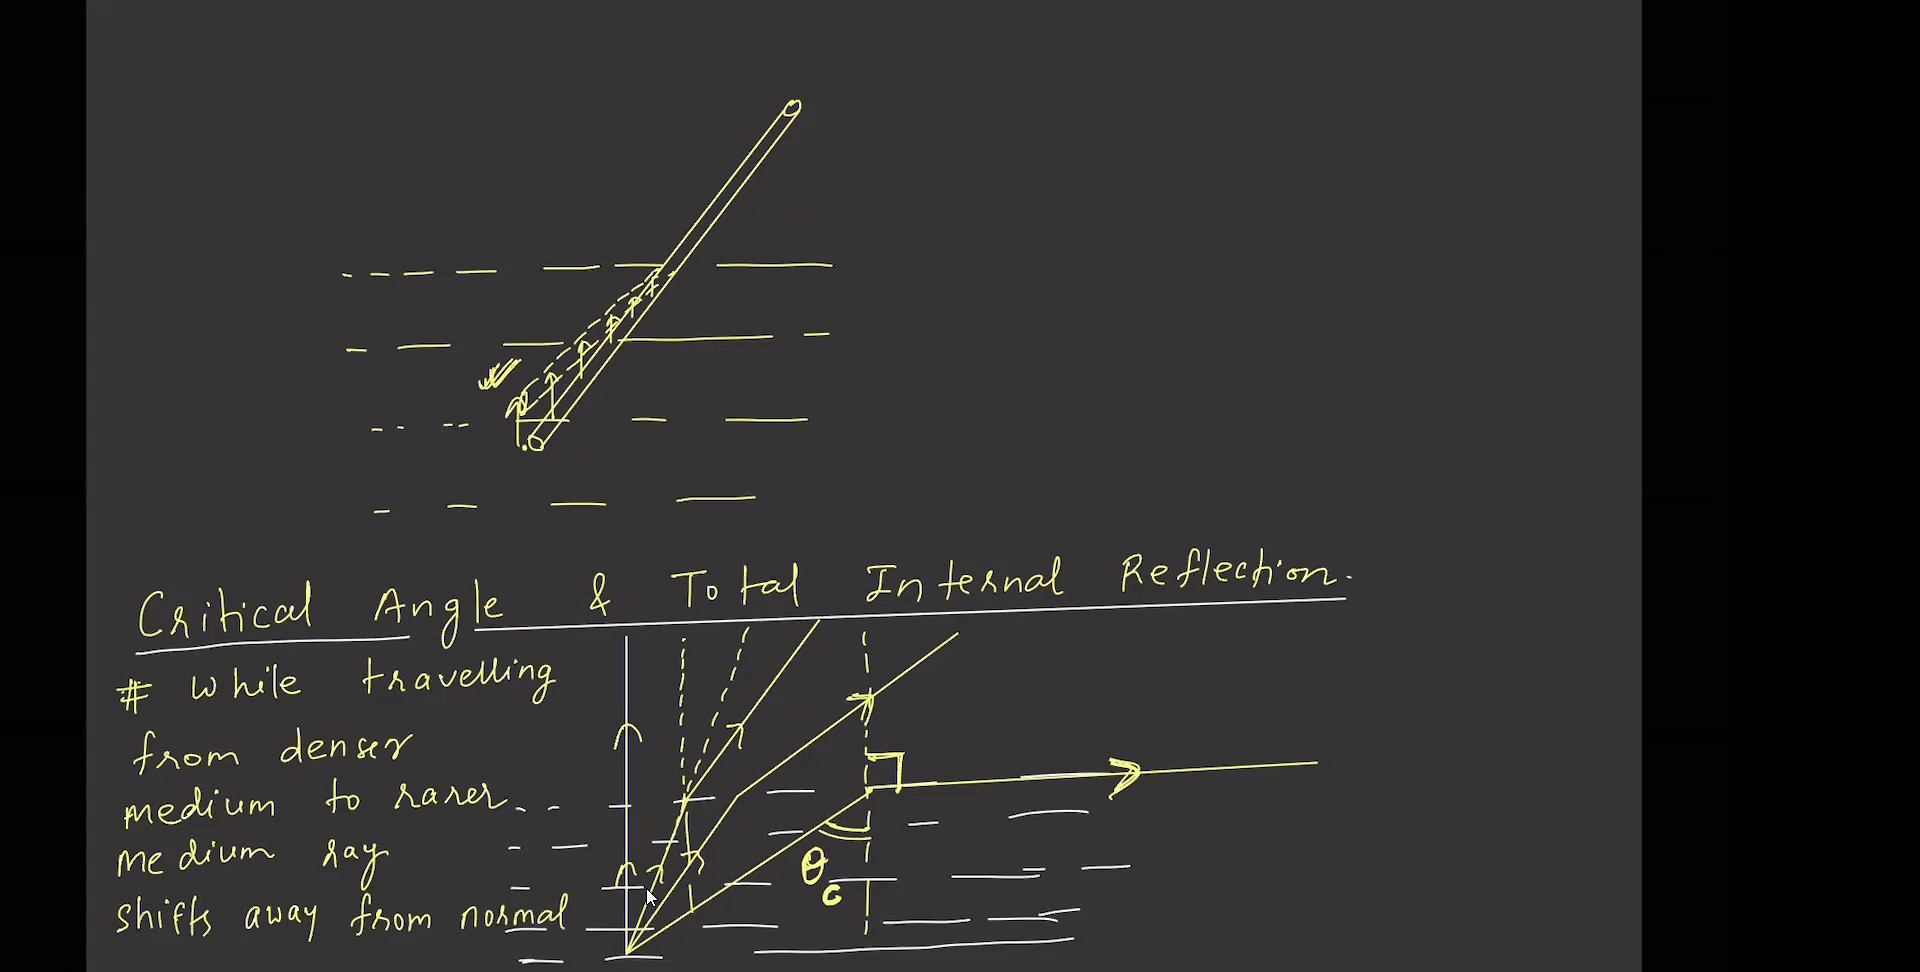 Critical Angle & Total Internal Reflection.
# While travelling
from denser
medium to rarer
medium ray
shifts away from normal
θc